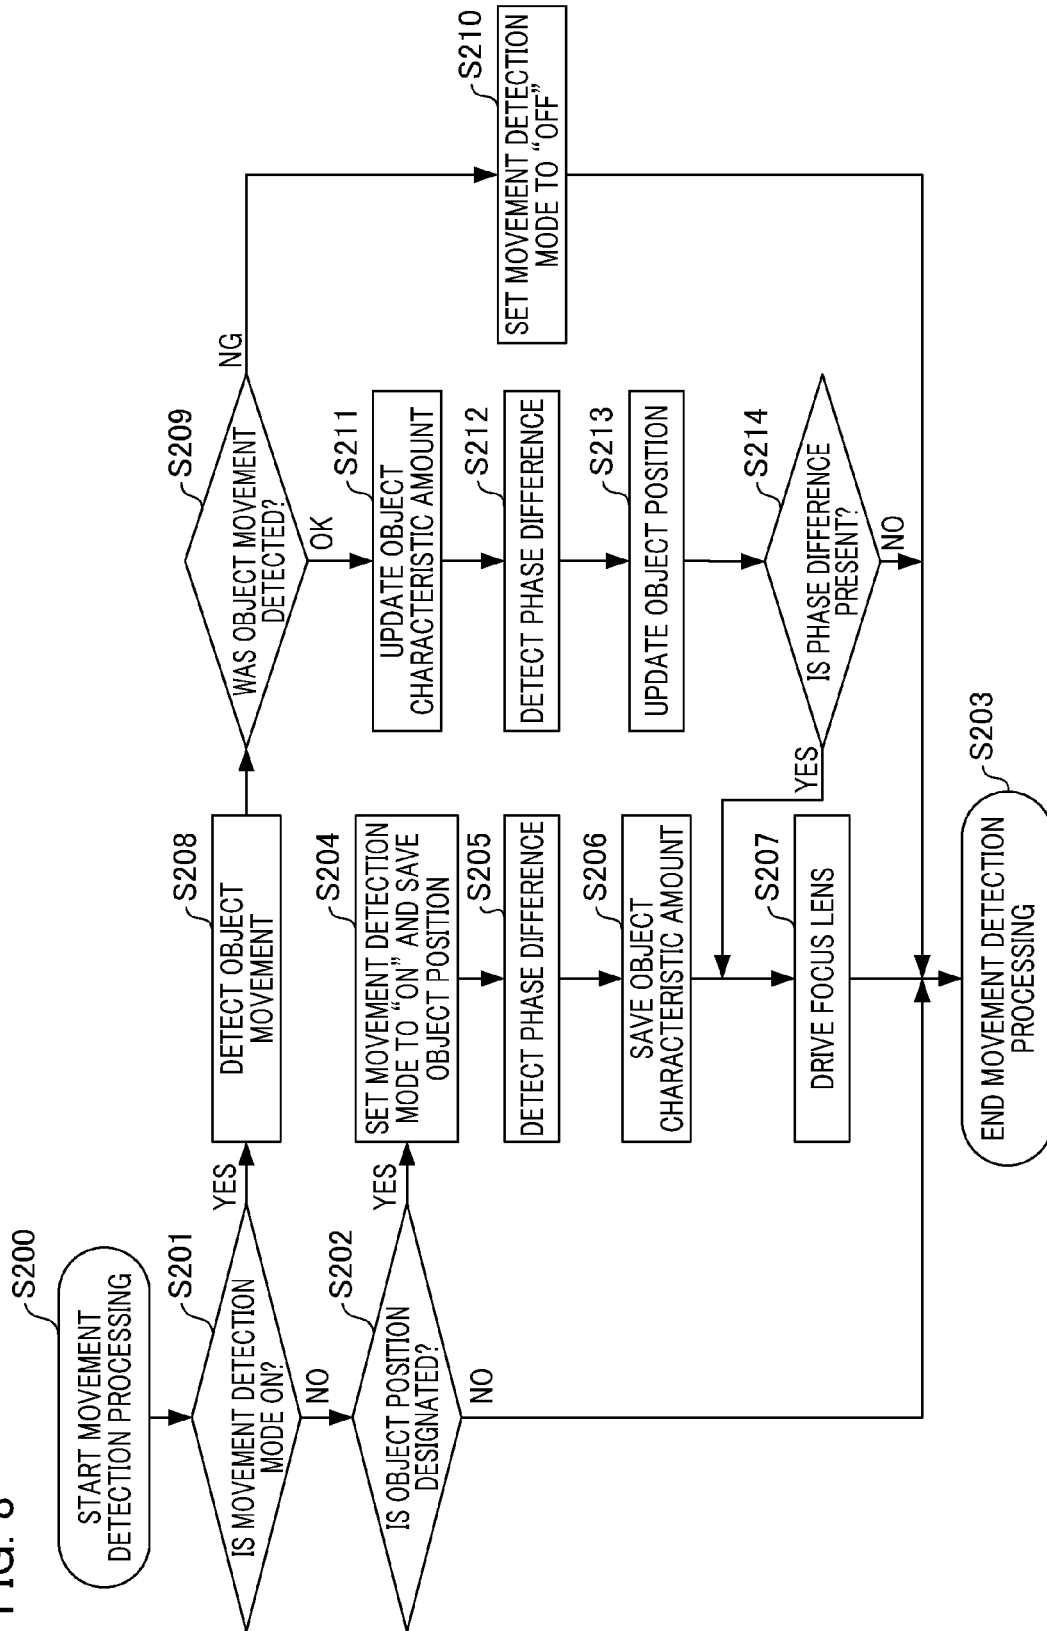 FIG. 8
S200
START MOVEMENT
DETECTION PROCESSING
S201
IS MOVEMENT DETECTION
MODE ON?
YES
NO
S202
IS OBJECT POSITION
DESIGNATED?
YES
NO
S208
DETECT OBJECT
MOVEMENT
S204
SET MOVEMENT DETECTION
MODE TO “ON” AND SAVE
OBJECT POSITION
S205
DETECT PHASE DIFFERENCE
S206
SAVE OBJECT
CHARACTERISTIC AMOUNT
S207
DRIVE FOCUS LENS
S209
WAS OBJECT MOVEMENT
DETECTED?
NG
OK
S211
UPDATE OBJECT
CHARACTERISTIC AMOUNT
S212
DETECT PHASE DIFFERENCE
S213
UPDATE OBJECT POSITION
S214
IS PHASE DIFFERENCE
PRESENT?
YES
NO
S210
SET MOVEMENT DETECTION
MODE TO “OFF”
S203
END MOVEMENT DETECTION
PROCESSING